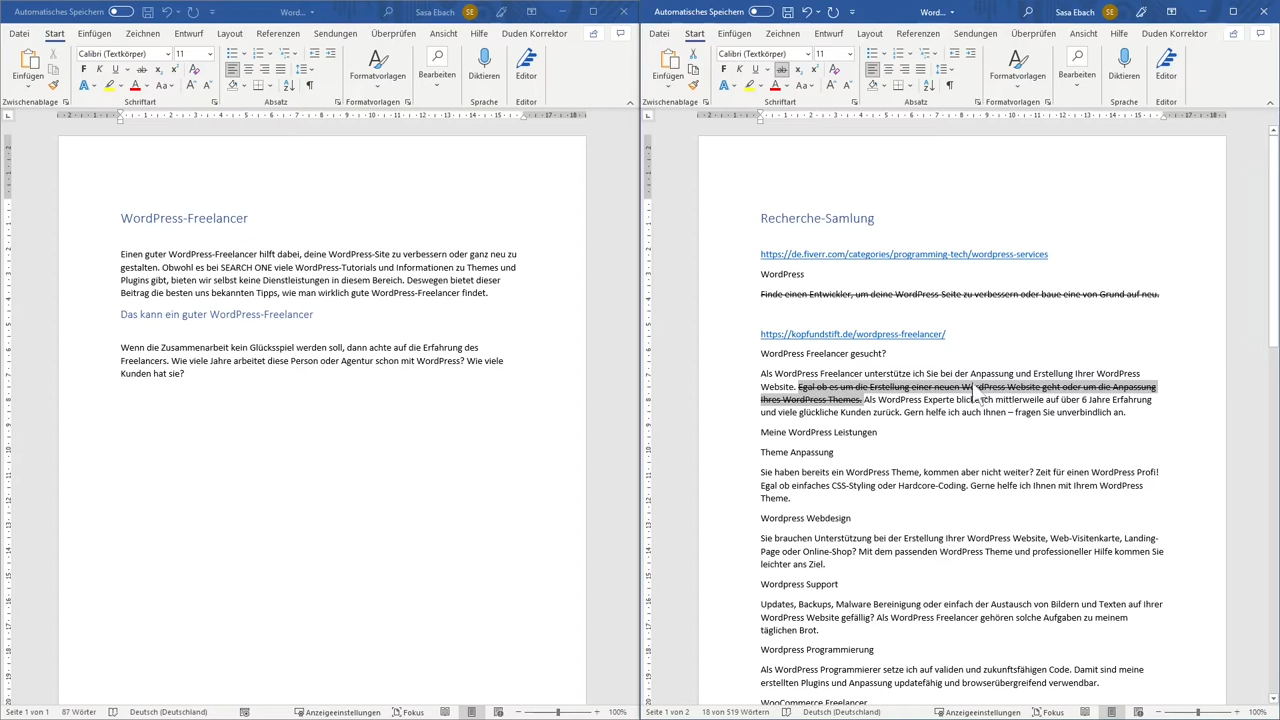 Automatisches Speichern Word... Sasa Ebach SE
Datei Start Einfügen Zeichnen Entwurf Layout Referenzen Sendungen Überprüfen Ansicht Hilfe Duden Korrektor
Calibri (Textkörper) 11
Einfügen F K U ab x₂ x² Formatvorlagen Bearbeiten Diktieren Editor
Zwischenablage Schriftart Absatz Formatvorlagen Sprache Editor
WordPress-Freelancer
Einen guter WordPress-Freelancer hilft dabei, deine WordPress-Site zu verbessern oder ganz neu zu
gestalten. Obwohl es bei SEARCH ONE viele WordPress-Tutorials und Informationen zu Themes und
Plugins gibt, bieten wir selbst keine Dienstleistungen in diesem Bereich. Deswegen bietet dieser
Beitrag die besten uns bekannten Tipps, wie man wirklich gute WordPress-Freelancer findet.
Das kann ein guter WordPress-Freelancer
Wenn die Zusammenarbeit kein Glücksspiel werden soll, dann achte auf die Erfahrung des
Freelancers. Wie viele Jahre arbeitet diese Person oder Agentur schon mit WordPress? Wie viele
Kunden hat sie?
Seite 1 von 1 87 Wörter Deutsch (Deutschland) Anzeigeeinstellungen Fokus 100%
Automatisches Speichern Word... Sasa Ebach SE
Datei Start Einfügen Zeichnen Entwurf Layout Referenzen Sendungen Überprüfen Ansicht Hilfe Duden Korrektor
Calibri (Textkörper) 11
Einfügen F K U ab x₂ x² Formatvorlagen Bearbeiten Diktieren Editor
Zwischenablage Schriftart Absatz Formatvorlagen Sprache Editor
Recherche-Samlung
https://de.fiverr.com/categories/programming-tech/wordpress-services
WordPress
Finde einen Entwickler, um deine WordPress-Seite zu verbessern oder baue eine von Grund auf neu.
https://kopfundstift.de/wordpress-freelancer/
WordPress Freelancer gesucht?
Als WordPress Freelancer unterstütze ich Sie bei der Anpassung und Erstellung Ihrer WordPress
Website. Egal ob es um die Erstellung einer neuen WordPress Website geht oder um die Anpassung
Ihres WordPress Themes. Als WordPress Experte blicke ich mittlerweile auf über 6 Jahre Erfahrung
und viele glückliche Kunden zurück. Gern helfe ich auch Ihnen – fragen Sie unverbindlich an.
Meine WordPress Leistungen
Theme Anpassung
Sie haben bereits ein WordPress Theme, kommen aber nicht weiter? Zeit für einen WordPress Profi!
Egal ob einfaches CSS-Styling oder Hardcore-Coding. Gerne helfe ich Ihnen mit Ihrem WordPress
Theme.
Wordpress Webdesign
Sie brauchen Unterstützung bei der Erstellung Ihrer WordPress Website, Web-Visitenkarte, Landing-
Page oder Online-Shop? Mit dem passenden WordPress Theme und professioneller Hilfe kommen Sie
leichter ans Ziel.
Wordpress Support
Updates, Backups, Malware Bereinigung oder einfach der Austausch von Bildern und Texten auf Ihrer
WordPress Website gefällig? Als WordPress Freelancer gehören solche Aufgaben zu meinem
täglichen Brot.
Wordpress Programmierung
Als WordPress Programmierer setze ich auf validen und zukunftsfähigen Code. Damit sind meine
erstellten Plugins und Anpassung updatefähig und browserübergreifend verwendbar.
WooCommerce Freelancer
Seite 1 von 2 18 von 519 Wörtern Deutsch (Deutschland) Anzeigeeinstellungen Fokus 100%